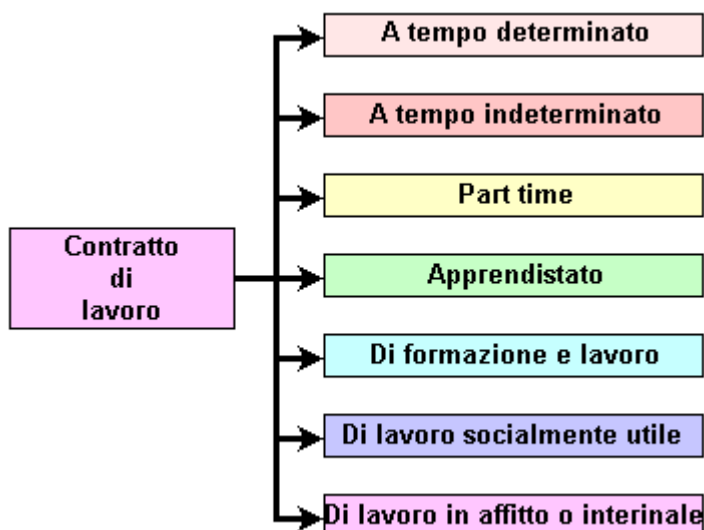 A tempo determinato
A tempo indeterminato
Part time
Contratto
di
lavoro
Apprendistato
Di formazione e lavoro
Di lavoro socialmente utile
Di lavoro in affitto o interinale